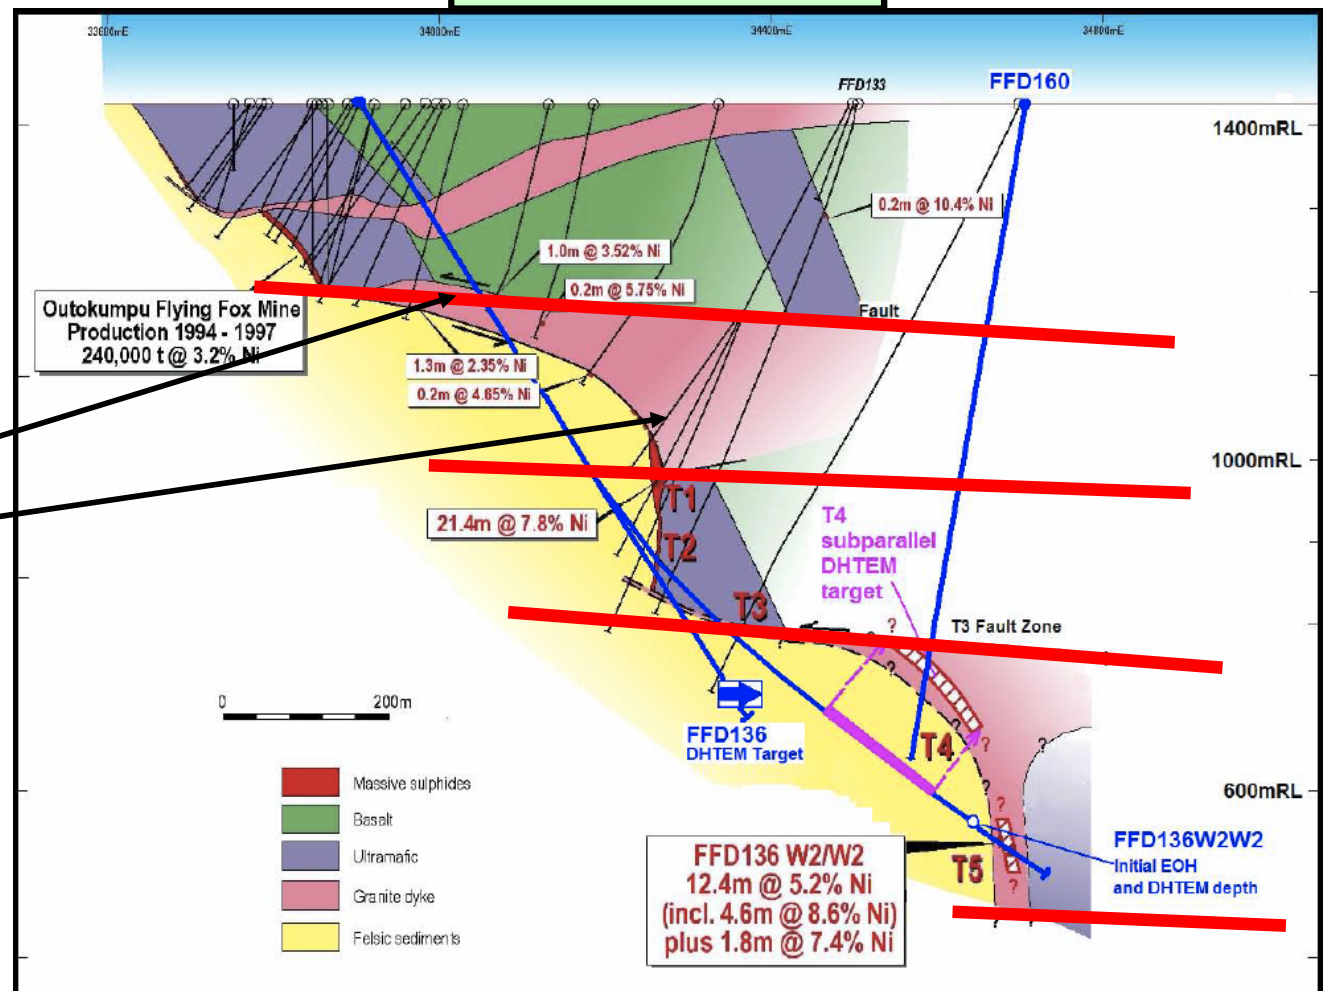 33600mE
34000mE
34400mE
34800mE
FFD133
FFD160
1400mRL
0.2m @ 10.4% Ni
1.0m @ 3.52% Ni
0.2m @ 5.75% Ni
Fault
Outokumpu Flying Fox Mine
Production 1994 - 1997
240,000 t @ 3.2% Ni
1.3m @ 2.35% Ni
0.2m @ 4.65% Ni
1000mRL
T1
21.4m @ 7.8% Ni
T2
T4
subparallel
DHTEM
target
T3
T3 Fault Zone
?
?
?
?
0
200m
FFD136
DHTEM Target
T4
?
?
?
?
600mRL
Massive sulphides
Basalt
Ultramafic
Granite dyke
Felsic sediments
FFD136 W2/W2
12.4m @ 5.2% Ni
(incl. 4.6m @ 8.6% Ni)
plus 1.8m @ 7.4% Ni
T5
?
?
FFD136W2W2
Initial EOH
and DHTEM depth
?
?